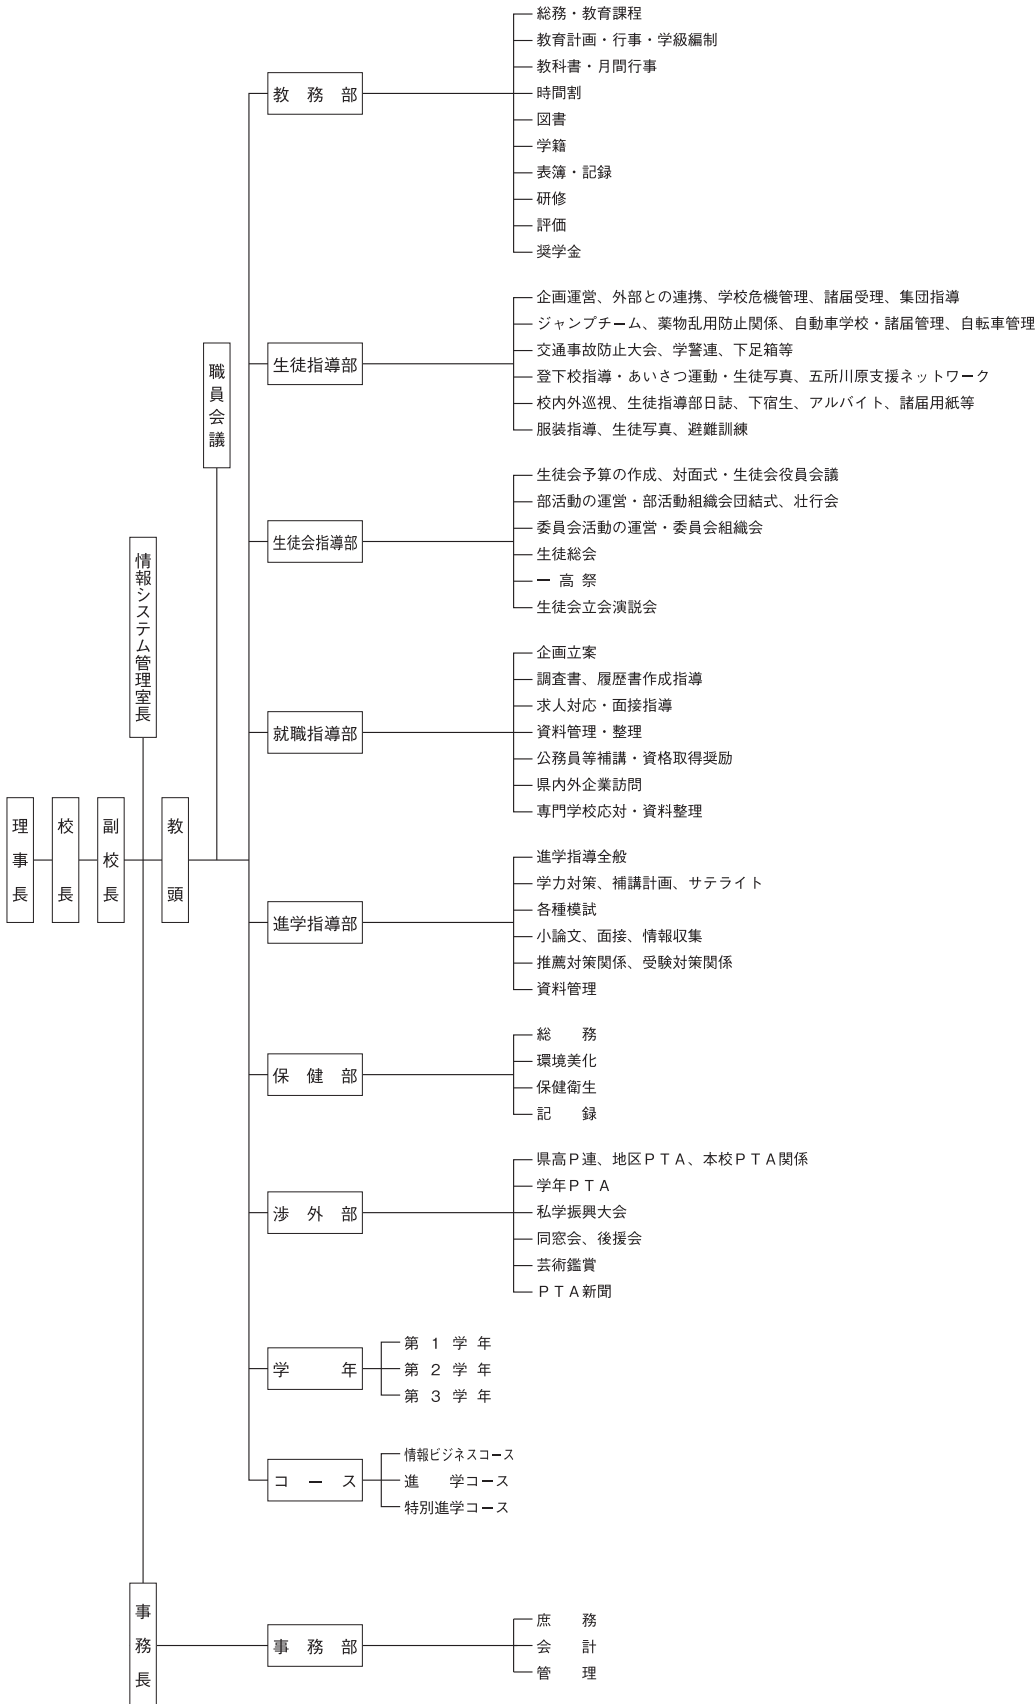 理事長
校長
副校長
情報システム管理室長
教頭
職員会議
教務部
総務・教育課程
教育計画・行事・学級編制
教科書・月間行事
時間割
図書
学籍
表簿・記録
研修
評価
奨学金
生徒指導部
企画運営、外部との連携、学校危機管理、諸届受理、集団指導
ジャンプチーム、薬物乱用防止関係、自動車学校・諸届管理、自転車管理
交通事故防止大会、学警連、下足箱等
登下校指導・あいさつ運動・生徒写真、五所川原支援ネットワーク
校内外巡視、生徒指導部日誌、下宿生、アルバイト、諸届用紙等
服装指導、生徒写真、避難訓練
生徒会指導部
生徒会予算の作成、対面式・生徒会役員会議
部活動の運営・部活動組織会団結式、壮行会
委員会活動の運営・委員会組織会
生徒総会
一高祭
生徒会立会演説会
就職指導部
企画立案
調査書、履歴書作成指導
求人対応・面接指導
資料管理・整理
公務員等補講・資格取得奨励
県内外企業訪問
専門学校応対・資料整理
進学指導部
進学指導全般
学力対策、補講計画、サテライト
各種模試
小論文、面接、情報収集
推薦対策関係、受験対策関係
資料管理
保健部
総務
環境美化
保健衛生
記録
渉外部
県高Ｐ連、地区ＰＴＡ、本校ＰＴＡ関係
学年ＰＴＡ
私学振興大会
同窓会、後援会
芸術鑑賞
ＰＴＡ新聞
学年
第１学年
第２学年
第３学年
コース
情報ビジネスコース
進学コース
特別進学コース
事務長
事務部
庶務
会計
管理